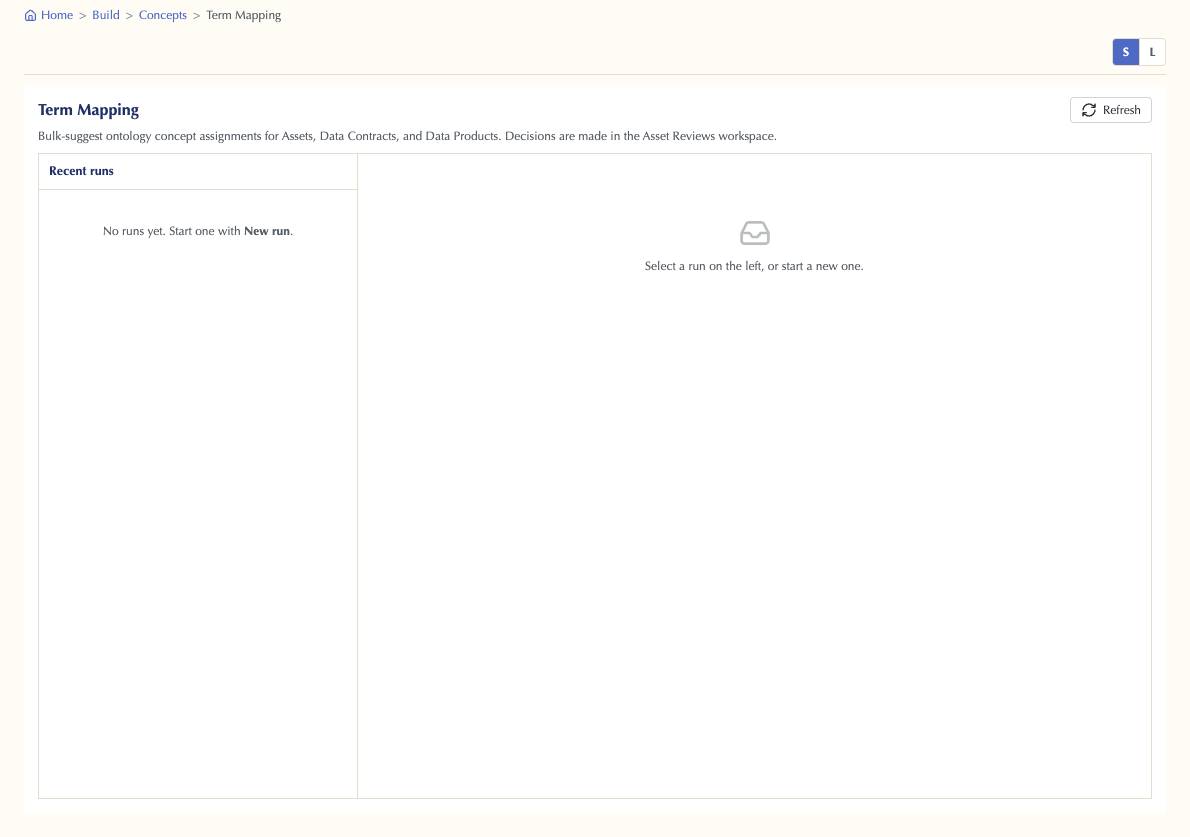 Home > Build > Concepts > Term Mapping
S L
Term Mapping
Refresh
Bulk-suggest ontology concept assignments for Assets, Data Contracts, and Data Products. Decisions are made in the Asset Reviews workspace.
Recent runs
No runs yet. Start one with New run.
Select a run on the left, or start a new one.